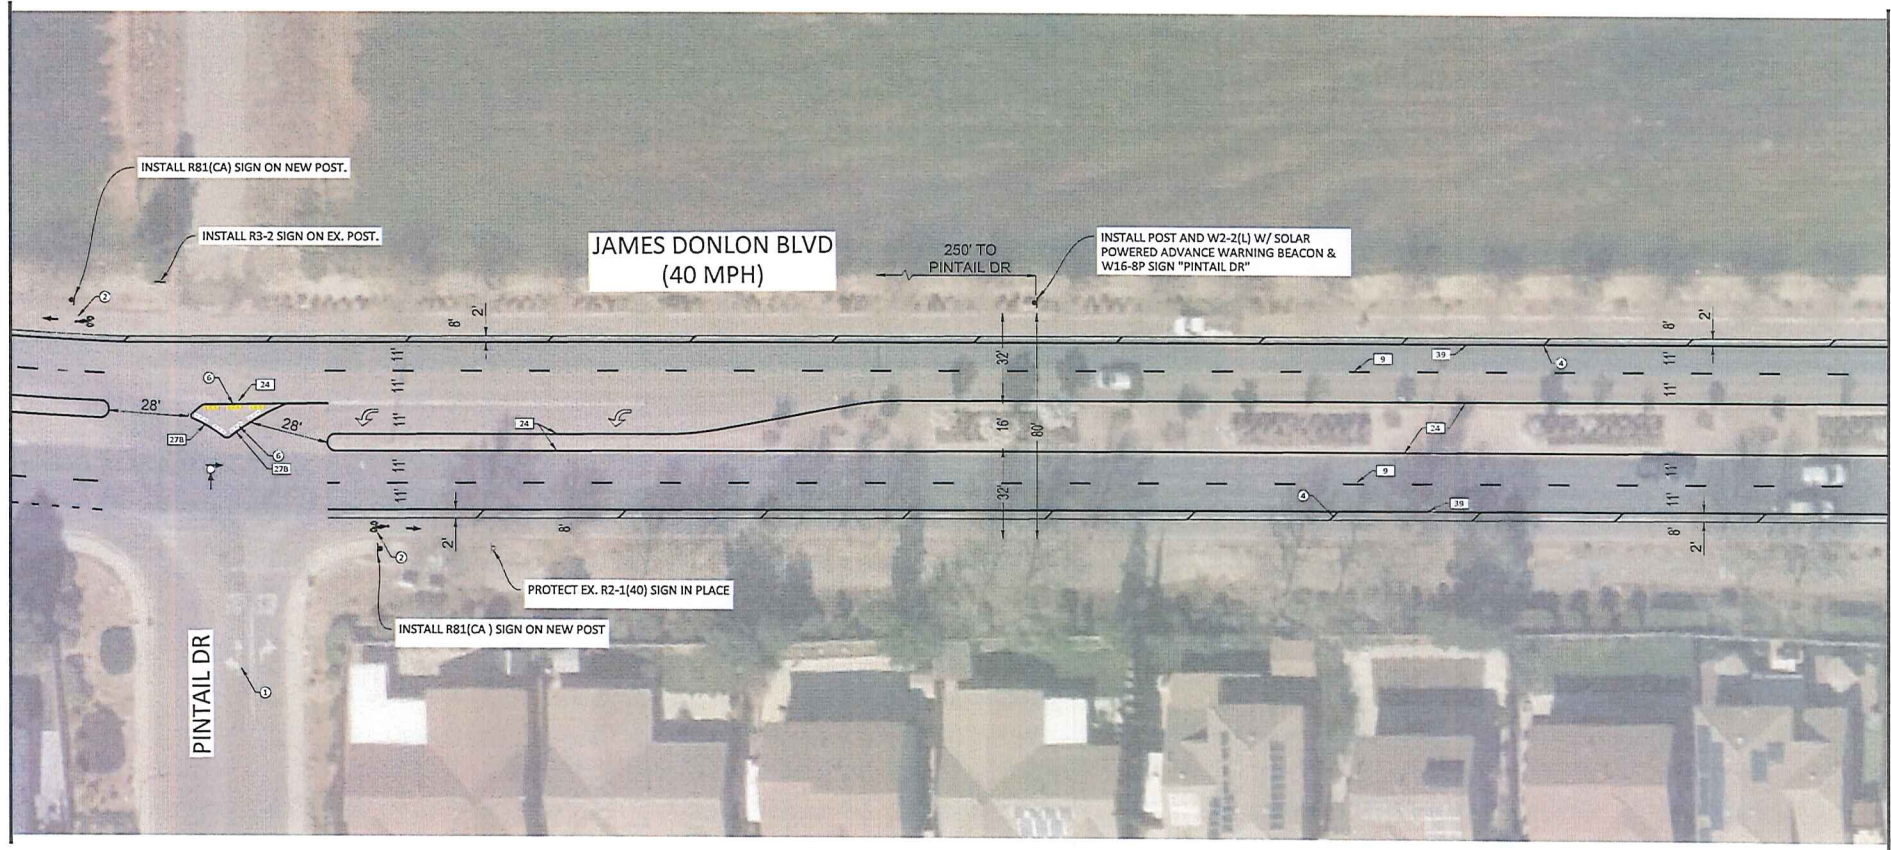 INSTALL R81(CA) SIGN ON NEW POST.
INSTALL R3-2 SIGN ON EX. POST.
JAMES DONLON BLVD
(40 MPH)
250' TO
PINTAIL DR
INSTALL POST AND W2-2(L) W/ SOLAR
POWERED ADVANCE WARNING BEACON &
W16-8P SIGN "PINTAIL DR"
2
8'
2'
8'
2'
11'
32'
9
39
4
11'
11'
11'
6
24
28'
11'
28'
27B
6
27B
24
16'
80'
24
11'
11'
32'
9
11'
11'
4
39
2'
8'
8'
2'
2
PROTECT EX. R2-1(40) SIGN IN PLACE
INSTALL R81(CA ) SIGN ON NEW POST
PINTAIL DR
1